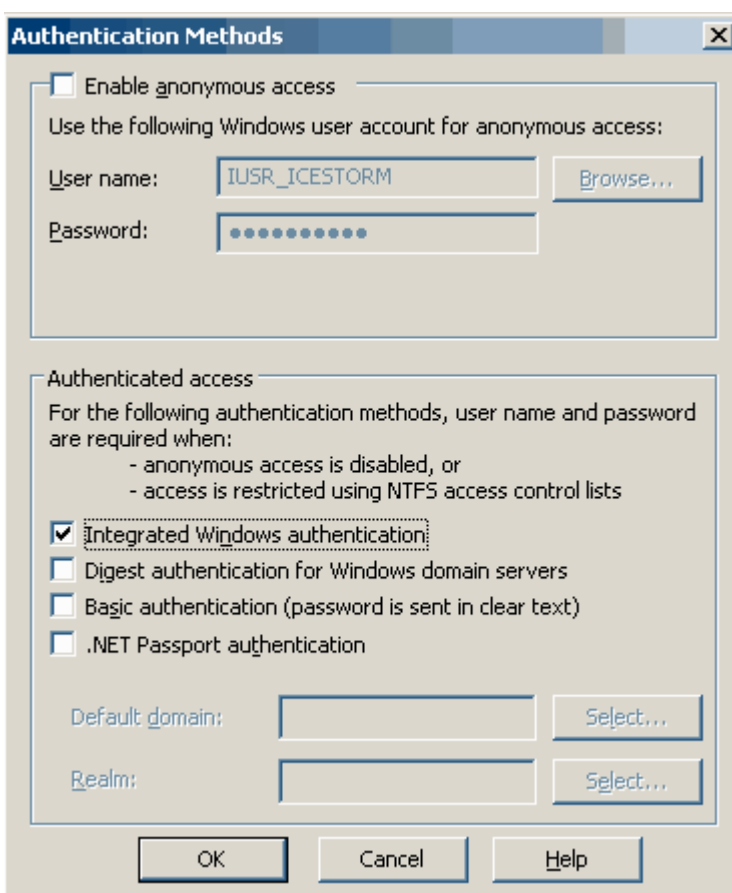 Authentication Methods
Enable anonymous access
Use the following Windows user account for anonymous access:
User name: IUSR_ICESTORM Browse...
Password: ●●●●●●●●●●
Authenticated access
For the following authentication methods, user name and password
are required when:
- anonymous access is disabled, or
- access is restricted using NTFS access control lists
Integrated Windows authentication
Digest authentication for Windows domain servers
Basic authentication (password is sent in clear text)
.NET Passport authentication
Default domain: Select...
Realm: Select...
OK Cancel Help